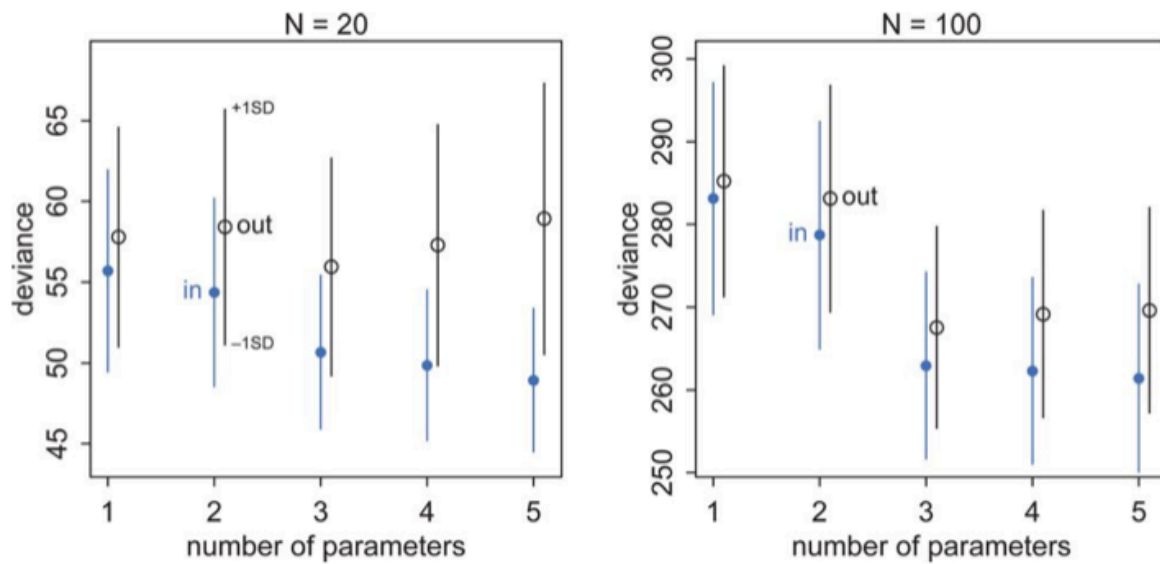 N = 20
65
60
55
50
45
deviance
+1SD
out
in
–1SD
1 2 3 4 5
number of parameters
N = 100
300
290
280
270
260
250
deviance
out
in
1 2 3 4 5
number of parameters